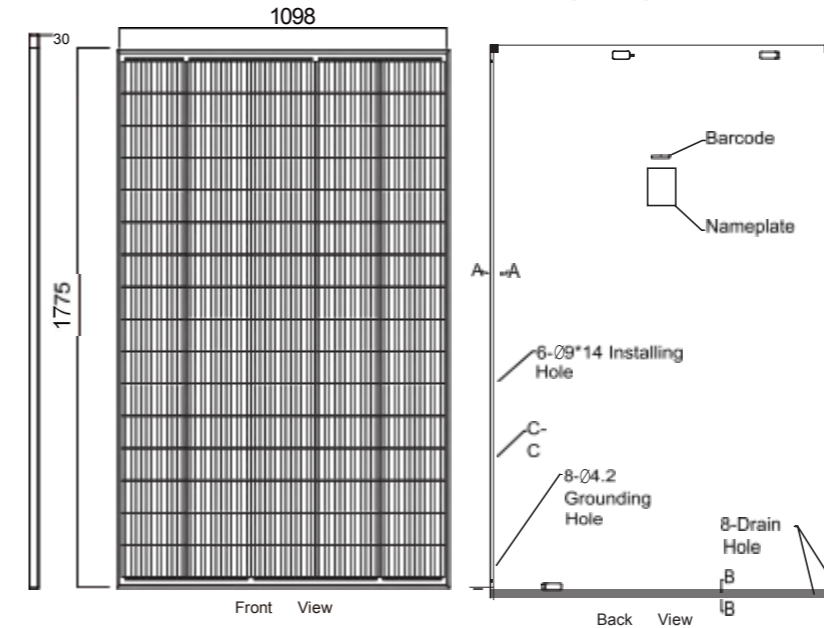 1098
30
1775
Front View
Barcode
Nameplate
A A
6-Ø9*14 Installing
Hole
C-
C
8-Ø4.2
Grounding
Hole
8-Drain
Hole
B
B
Back View